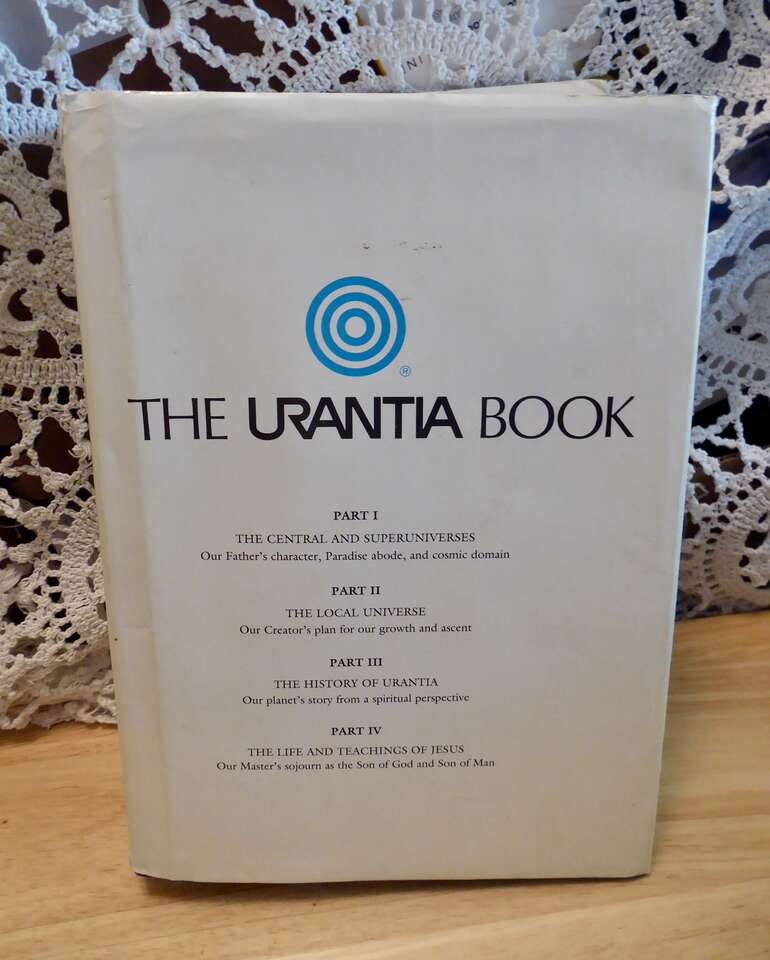 THE URANTIA BOOK
®
PART I
THE CENTRAL AND SUPERUNIVERSES
Our Father's character, Paradise abode, and cosmic domain
PART II
THE LOCAL UNIVERSE
Our Creator's plan for our growth and ascent
PART III
THE HISTORY OF URANTIA
Our planet's story from a spiritual perspective
PART IV
THE LIFE AND TEACHINGS OF JESUS
Our Master's sojourn as the Son of God and Son of Man